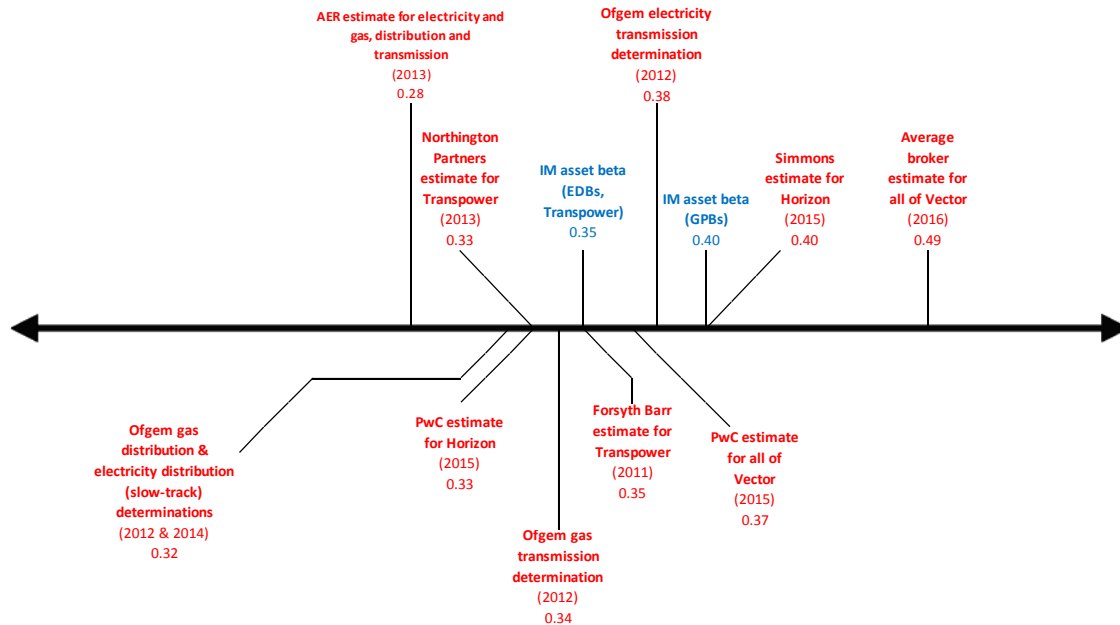 AER estimate for electricity and
gas, distribution and
transmission
(2013)
0.28
Ofgem electricity
transmission
determination
(2012)
0.38
Northington
Partners
estimate for
Transpower
(2013)
0.33
IM asset beta
(EDBs,
Transpower)
0.35
IM asset beta
(GPBs)
0.40
Simmons
estimate for
Horizon
(2015)
0.40
Average
broker
estimate for
all of Vector
(2016)
0.49
Ofgem gas
distribution &
electricity distribution
(slow-track)
determinations
(2012 & 2014)
0.32
PwC estimate
for Horizon
(2015)
0.33
Ofgem gas
transmission
determination
(2012)
0.34
Forsyth Barr
estimate for
Transpower
(2011)
0.35
PwC estimate
for all of
Vector
(2015)
0.37